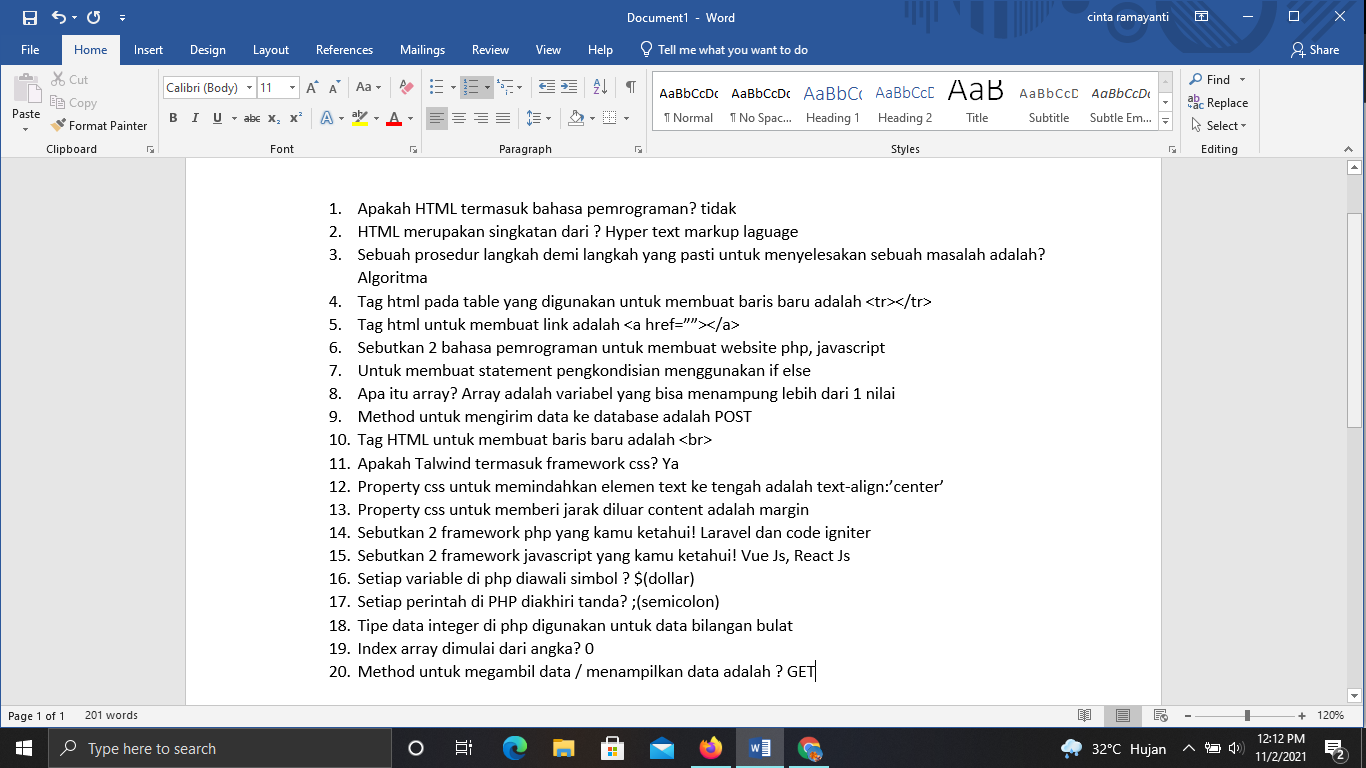 Document1 - Word
cinta ramayanti
File
Home
Insert
Design
Layout
References
Mailings
Review
View
Help
Tell me what you want to do
Share
Paste
Cut
Copy
Format Painter
Clipboard
Calibri (Body)
11
Font
Paragraph
AaBbCcDc
¶ Normal
AaBbCcDc
¶ No Spac...
AaBbCc
Heading 1
AaBbCcD
Heading 2
AaB
Title
AaBbCcD
Subtitle
AaBbCcDc
Subtle Em...
Styles
Find
Replace
Select
Editing
1. Apakah HTML termasuk bahasa pemrograman? tidak
2. HTML merupakan singkatan dari ? Hyper text markup laguage
3. Sebuah prosedur langkah demi langkah yang pasti untuk menyelesakan sebuah masalah adalah?
Algoritma
4. Tag html pada table yang digunakan untuk membuat baris baru adalah <tr></tr>
5. Tag html untuk membuat link adalah <a href=””></a>
6. Sebutkan 2 bahasa pemrograman untuk membuat website php, javascript
7. Untuk membuat statement pengkondisian menggunakan if else
8. Apa itu array? Array adalah variabel yang bisa menampung lebih dari 1 nilai
9. Method untuk mengirim data ke database adalah POST
10. Tag HTML untuk membuat baris baru adalah <br>
11. Apakah Talwind termasuk framework css? Ya
12. Property css untuk memindahkan elemen text ke tengah adalah text-align:’center’
13. Property css untuk memberi jarak diluar content adalah margin
14. Sebutkan 2 framework php yang kamu ketahui! Laravel dan code igniter
15. Sebutkan 2 framework javascript yang kamu ketahui! Vue Js, React Js
16. Setiap variable di php diawali simbol ? $(dollar)
17. Setiap perintah di PHP diakhiri tanda? ;(semicolon)
18. Tipe data integer di php digunakan untuk data bilangan bulat
19. Index array dimulai dari angka? 0
20. Method untuk megambil data / menampilkan data adalah ? GET
Page 1 of 1
201 words
120%
Type here to search
32°C Hujan
12:12 PM
11/2/2021
2